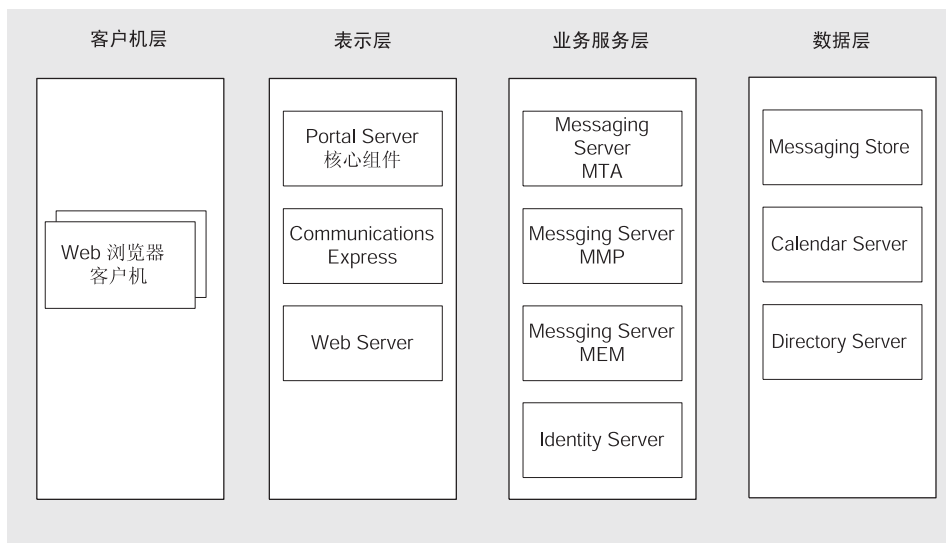 客户机层
表示层
业务服务层
数据层
Web 浏览器
客户机
Portal Server
核心组件
Communications
Express
Web Server
Messaging
Server
MTA
Messging Server
MMP
Messging Server
MEM
Identity Server
Messaging Store
Calendar Server
Directory Server